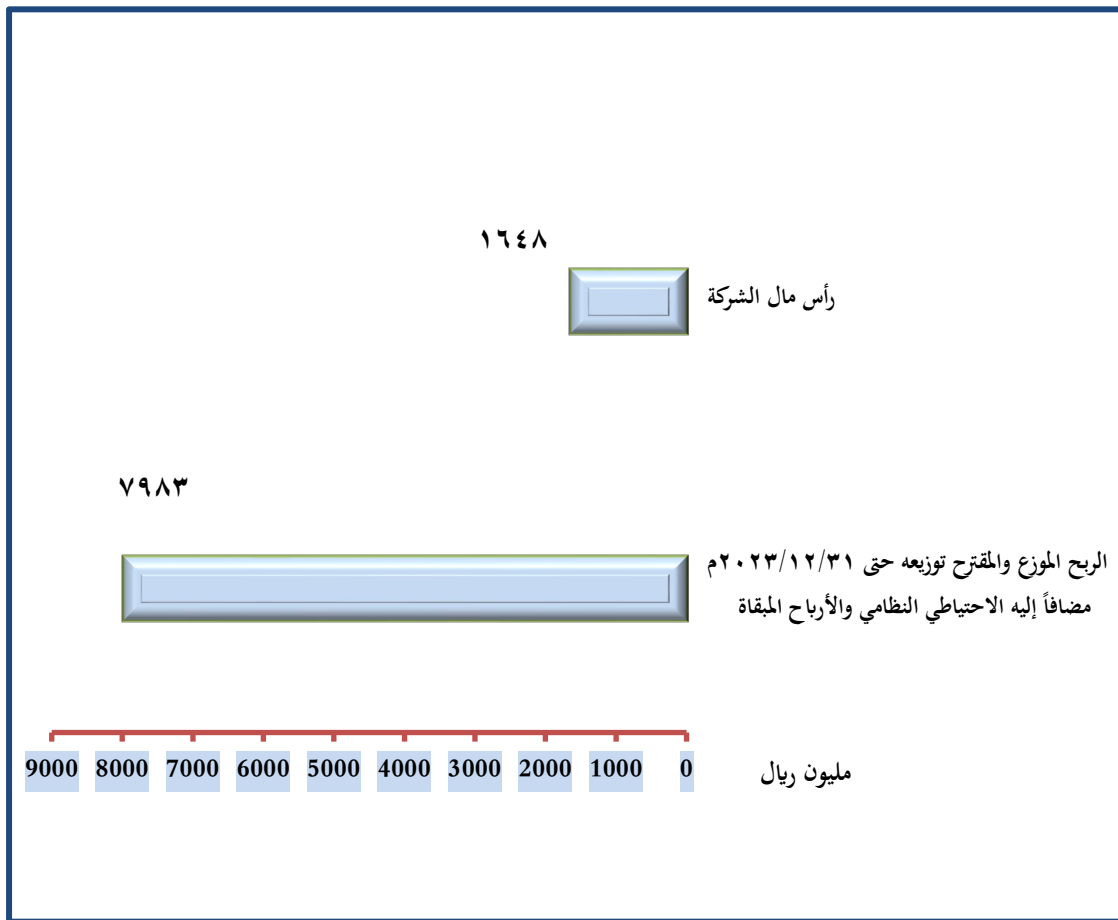 ١٦٤٨
رأس مال الشركة
٧٩٨٣
الربح الموزع والمقترح توزيعه حتى ٢٠٢٣/١٢/٣١م
مضافاً إليه الاحتياطي النظامي والأرباح المبقاة
9000 8000 7000 6000 5000 4000 3000 2000 1000 0
مليون ريال